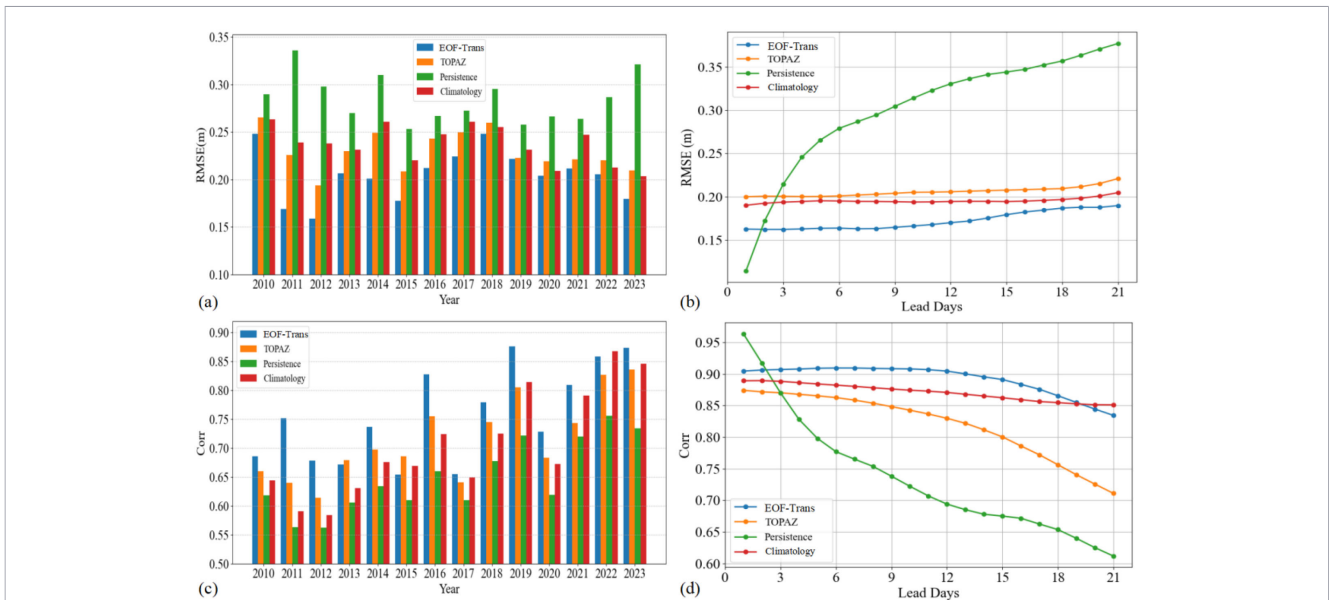 0.35
0.30
0.25
0.20
0.15
0.10
RMSE(m)
EOF-Trans
TOPAZ
Persistence
Climatology
2010 2011 2012 2013 2014 2015 2016 2017 2018 2019 2020 2021 2022 2023
Year
(a)
0.35
0.30
0.25
0.20
0.15
RMSE (m)
EOF-Trans
TOPAZ
Persistence
Climatology
0 3 6 9 12 15 18 21
Lead Days
(b)
0.90
0.85
0.80
0.75
0.70
0.65
0.60
0.55
0.50
Corr
EOF-Trans
TOPAZ
Persistence
Climatology
2010 2011 2012 2013 2014 2015 2016 2017 2018 2019 2020 2021 2022 2023
Year
(c)
0.95
0.90
0.85
0.80
0.75
0.70
0.65
0.60
Corr
EOF-Trans
TOPAZ
Persistence
Climatology
0 3 6 9 12 15 18 21
Lead Days
(d)